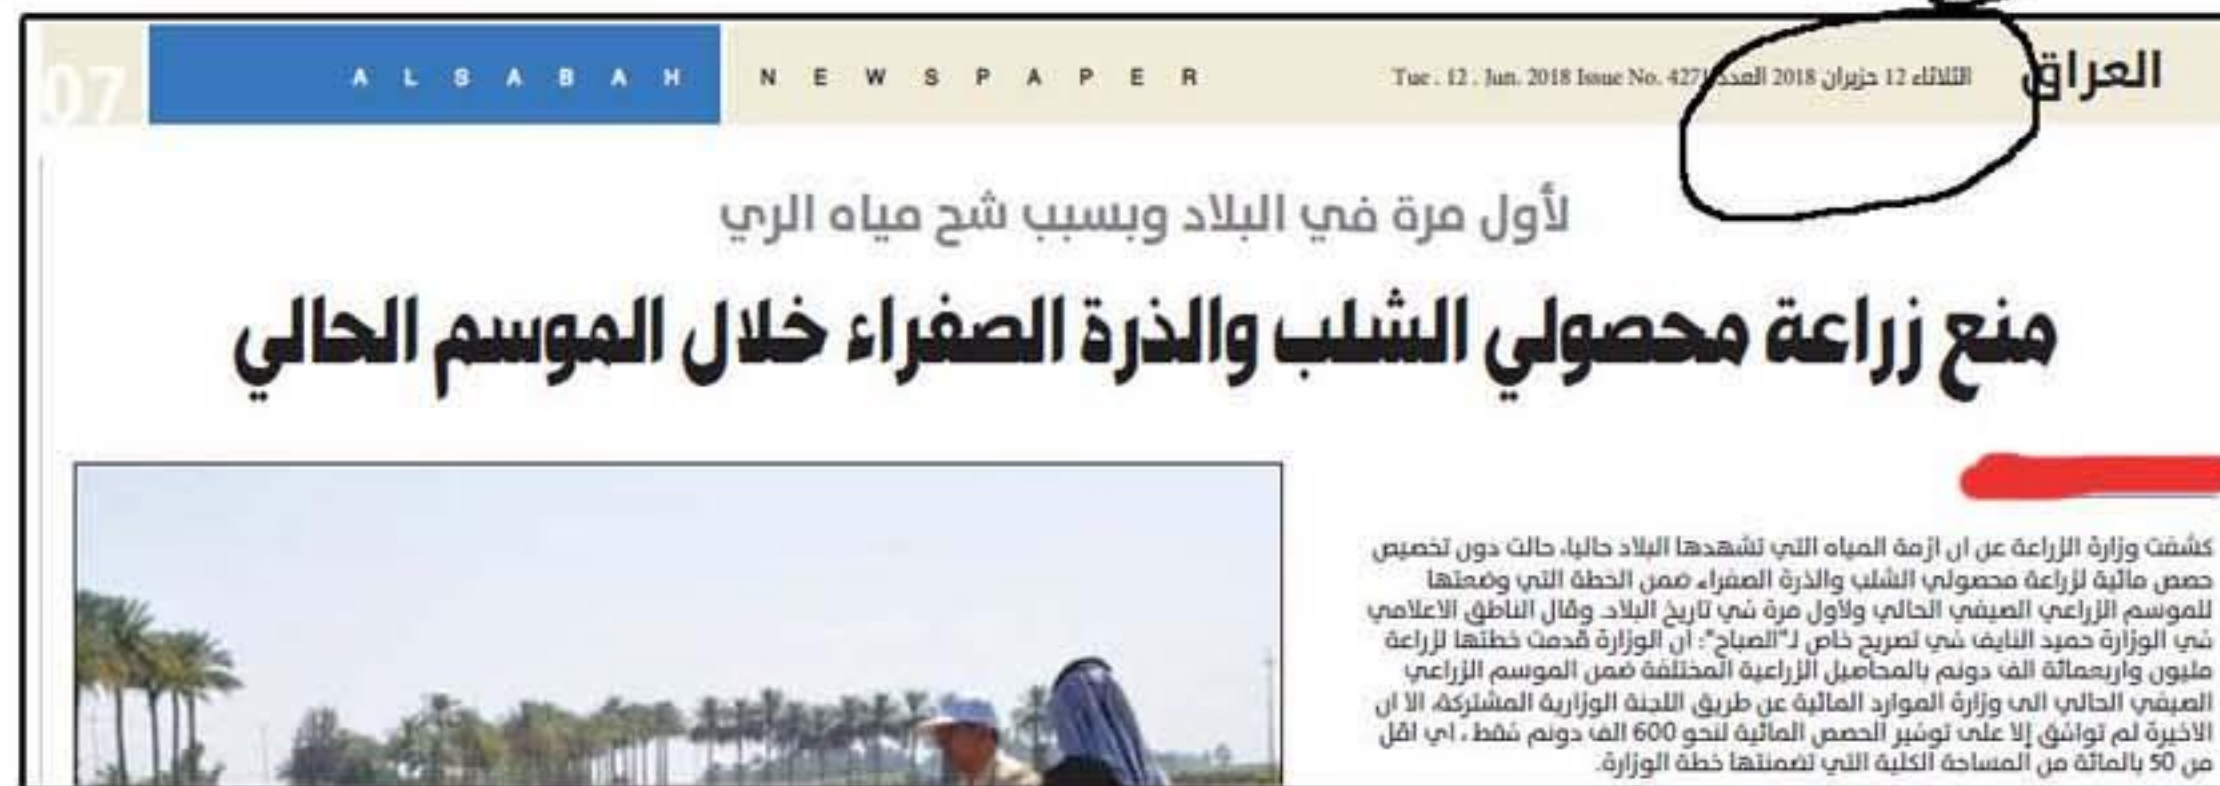 العراق
الثلاثاء 12 حزيران 2018 العدد 4271 Tue . 12 . Jun. 2018 Issue No.
ALSABAH NEWSPAPER
07
لأول مرة في البلاد وبسبب شح مياه الري
منع زراعة محصولي الشلب والذرة الصفراء خلال الموسم الحالي
كشفت وزارة الزراعة عن ان ازمة المياه التي تشهدها البلاد حاليا، حالت دون تخصيص
حصص مائية لزراعة محصولي الشلب والذرة الصفراء ضمن الخطة التي وضعتها
للموسم الزراعي الصيفي الحالي ولاول مرة في تاريخ البلاد. وقال الناطق الاعلامي
في الوزارة حميد النايف في تصريح خاص لـ"الصباح": ان الوزارة قدمت خطتها لزراعة
مليون واربعمائة الف دونم بالمحاصيل الزراعية المختلفة ضمن الموسم الزراعي
الصيفي الحالي الى وزارة الموارد المائية عن طريق اللجنة الوزارية المشتركة، الا ان
الاخيرة لم توافق إلا على توفير الحصص المائية لنحو 600 الف دونم فقط ، اي اقل
من 50 بالمائة من المساحة الكلية التي تضمنتها خطة الوزارة.